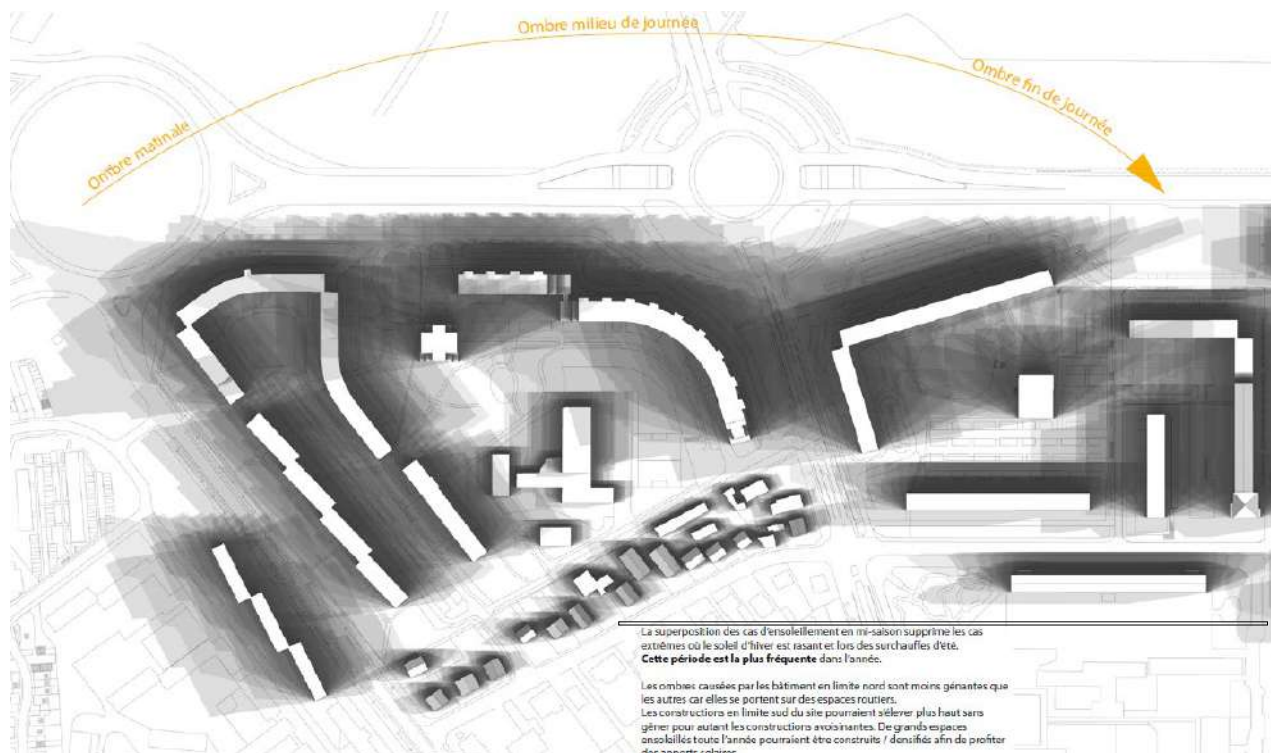 Ombre milieu de journée
Ombre matinale
Ombre fin de journée
La superposition des cas d'ensoleillement en mi-saison supprime les cas
extrêmes où le soleil d'hiver est rasant et lors des surchauffes d'été.
Cette période est la plus fréquente dans l'année.
Les ombres causées par les bâtiment en limite nord sont moins gênantes que
les autres car elles se portent sur des espaces routiers.
Les constructions en limite sud du site pourraient s'élever plus haut sans
gêner pour autant les constructions avoisinantes. De grands espaces
ensoleillés toute l'année pourraient être construits / densifiés afin de profiter
des apports solaires